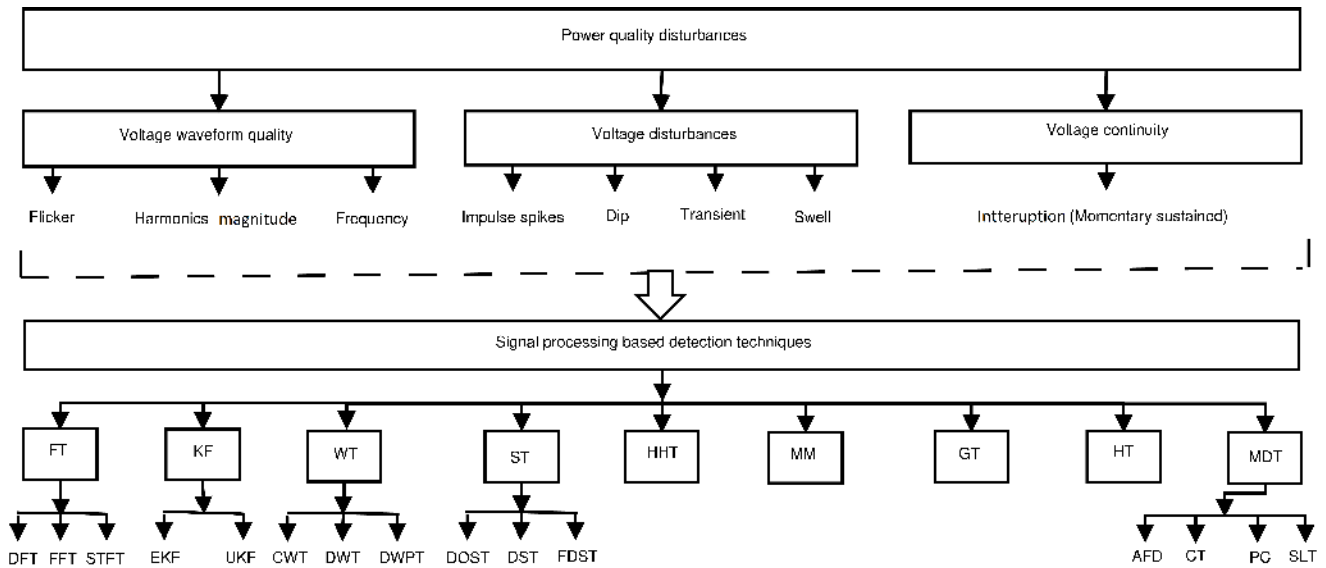 Power quality disturbances
Voltage waveform quality
Voltage disturbances
Voltage continuity
Flicker
Harmonics magnitude
Frequency
Impulse spikes
Dip
Transient
Swell
Intteruption (Momentary sustained)
Signal processing based detection techniques
FT
KF
WT
ST
HHT
MM
GT
HT
MDT
DFT
FFT
STFT
EKF
UKF
CWT
DWT
DWPT
DOST
DST
FDST
AFD
CT
PC
SLT